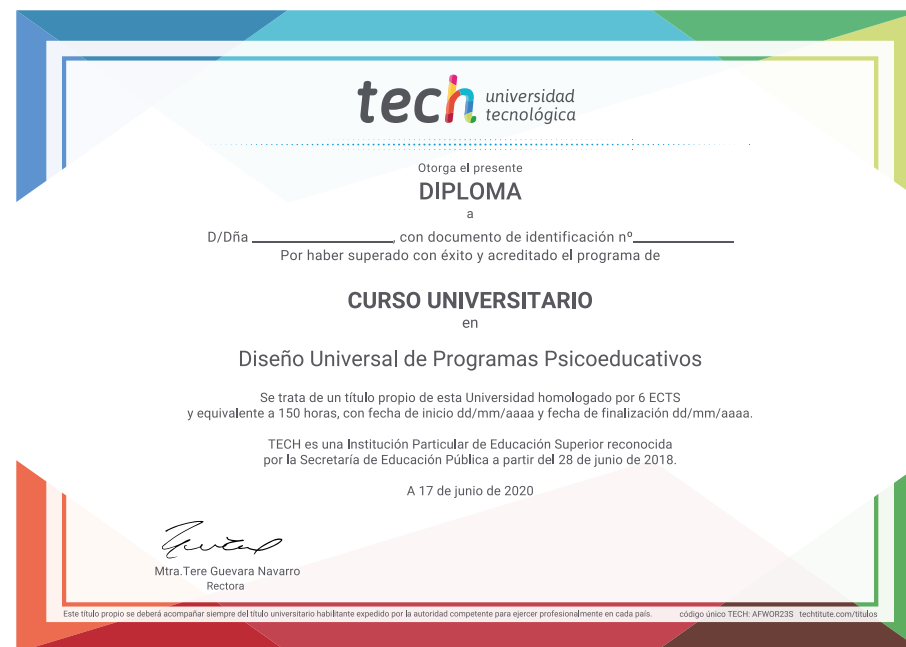 tech universidad
tecnológica
Otorga el presente
DIPLOMA
a
D/Dña ____________________, con documento de identificación nº______________
Por haber superado con éxito y acreditado el programa de
CURSO UNIVERSITARIO
en
Diseño Universal de Programas Psicoeducativos
Se trata de un título propio de esta Universidad homologado por 6 ECTS
y equivalente a 150 horas, con fecha de inicio dd/mm/aaaa y fecha de finalización dd/mm/aaaa.
TECH es una Institución Particular de Educación Superior reconocida
por la Secretaría de Educación Pública a partir del 28 de junio de 2018.
A 17 de junio de 2020
Mtra.Tere Guevara Navarro
Rectora
Este título propio se deberá acompañar siempre del título universitario habilitante expedido por la autoridad competente para ejercer profesionalmente en cada país. código único TECH: AFWOR23S techtitute.com/titulos